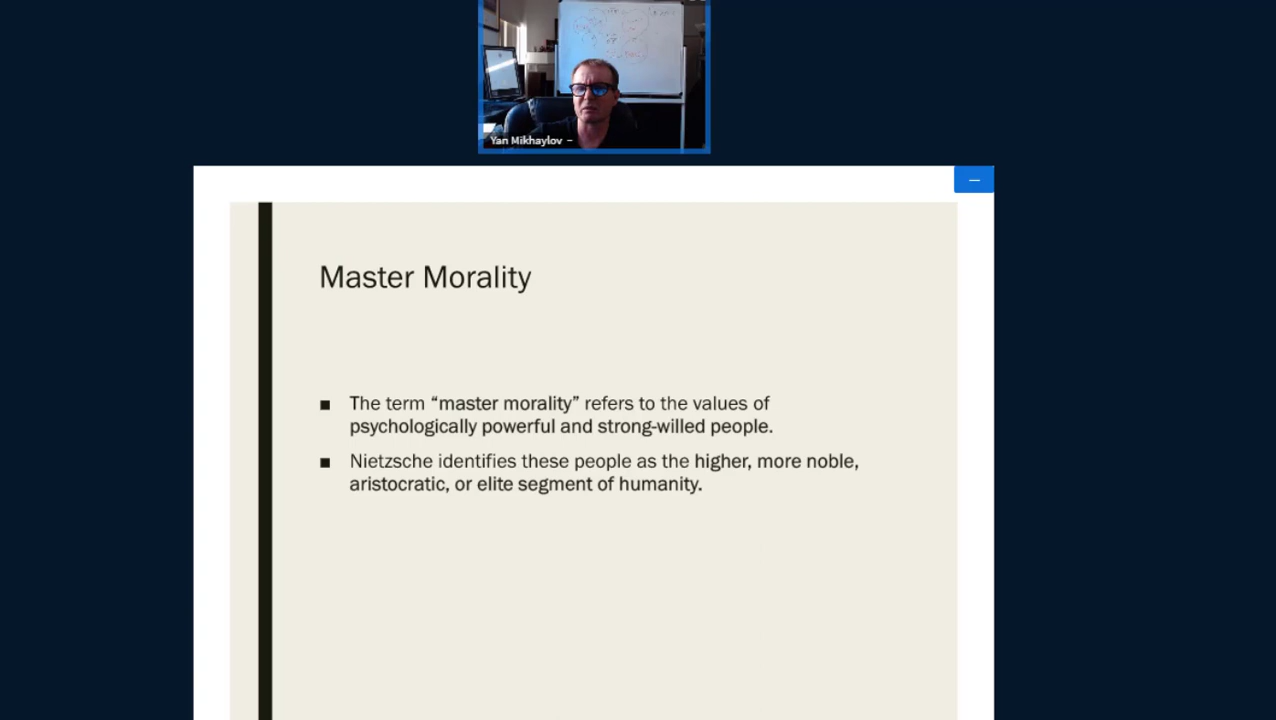 Yan Mikhaylov
Master Morality
■ The term “master morality” refers to the values of
psychologically powerful and strong-willed people.
■ Nietzsche identifies these people as the higher, more noble,
aristocratic, or elite segment of humanity.